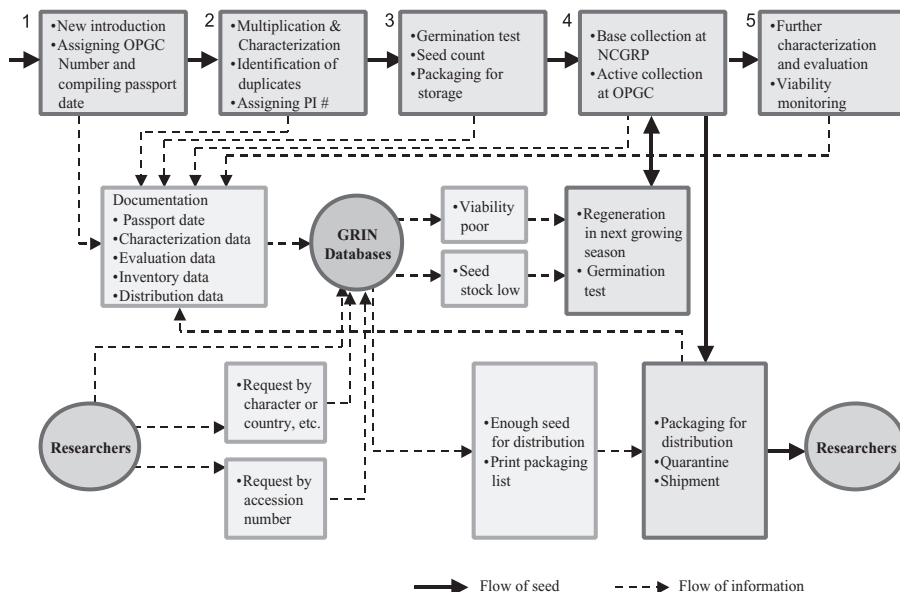 1
•New introduction
•Assigning OPGC
Number and
compiling passport
date
2
•Multiplication &
Characterization
•Identification of
duplicates
•Assigning PI #
3
•Germination test
•Seed count
•Packaging for
storage
4
•Base collection at
NCGRP
•Active collection
at OPGC
5
•Further
characterization
and evaluation
•Viability
monitoring
Documentation
• Passport date
•Characterization data
•Evaluation data
•Inventory data
•Distribution data
GRIN
Databases
•Viability
poor
•Seed
stock low
•Regeneration
in next growing
season
• Germination
test
Researchers
•Request by
character or
country, etc.
•Request by
accession
number
•Enough seed
for distribution
•Print packaging
list
•Packaging for
distribution
•Quarantine
•Shipment
Researchers
Flow of seed
Flow of information